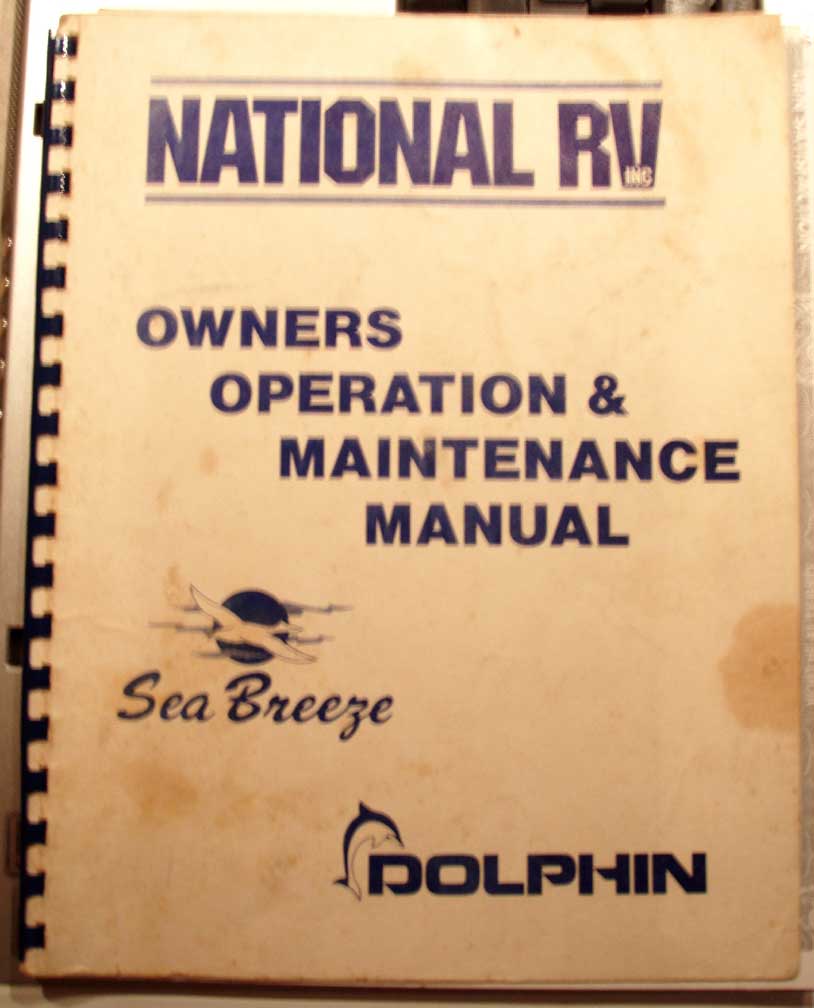 NATIONAL RV
INC
OWNERS
OPERATION &
MAINTENANCE
MANUAL
Sea Breeze
DOLPHIN